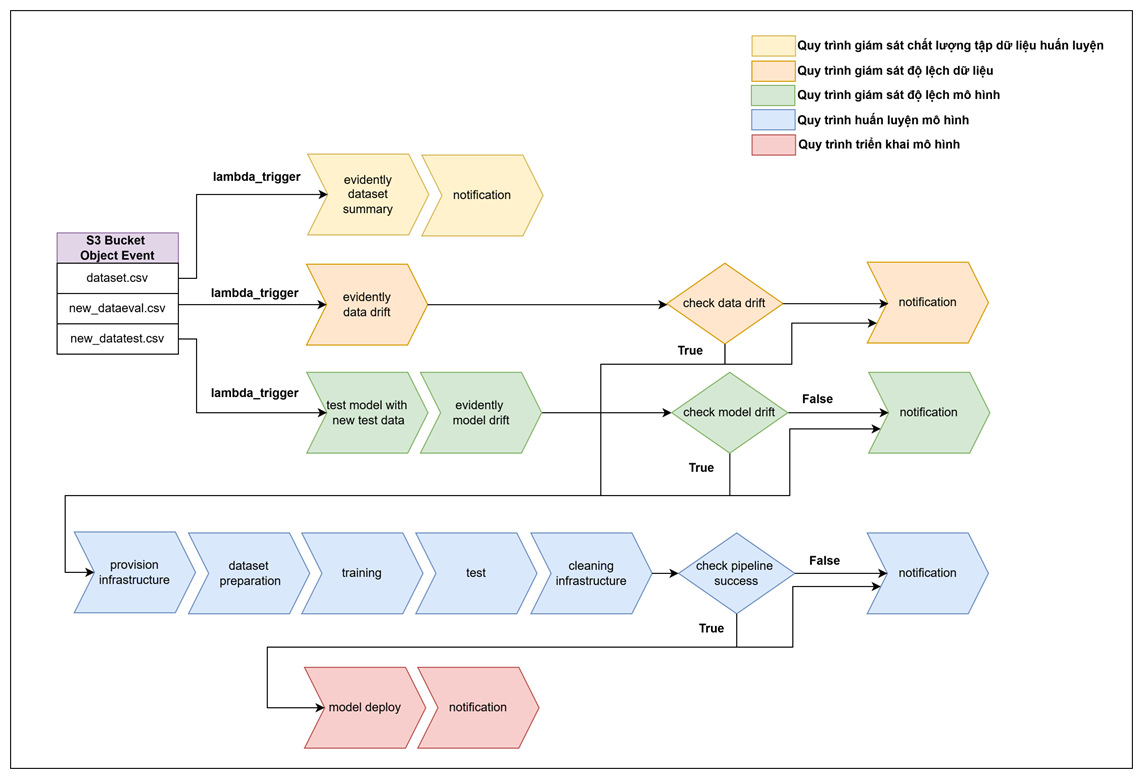 Quy trình giám sát chất lượng tập dữ liệu huấn luyện
Quy trình giám sát độ lệch dữ liệu
Quy trình giám sát độ lệch mô hình
Quy trình huấn luyện mô hình
Quy trình triển khai mô hình
lambda_trigger
evidently
dataset
summary
notification
S3 Bucket
Object Event
dataset.csv
new_dataeval.csv
new_datatest.csv
lambda_trigger
evidently
data drift
check data drift
notification
True
lambda_trigger
test model with
new test data
evidently
model drift
check model drift
False
notification
True
provision
infrastructure
dataset
preparation
training
test
cleaning
infrastructure
check pipeline
success
False
notification
True
model deploy
notification